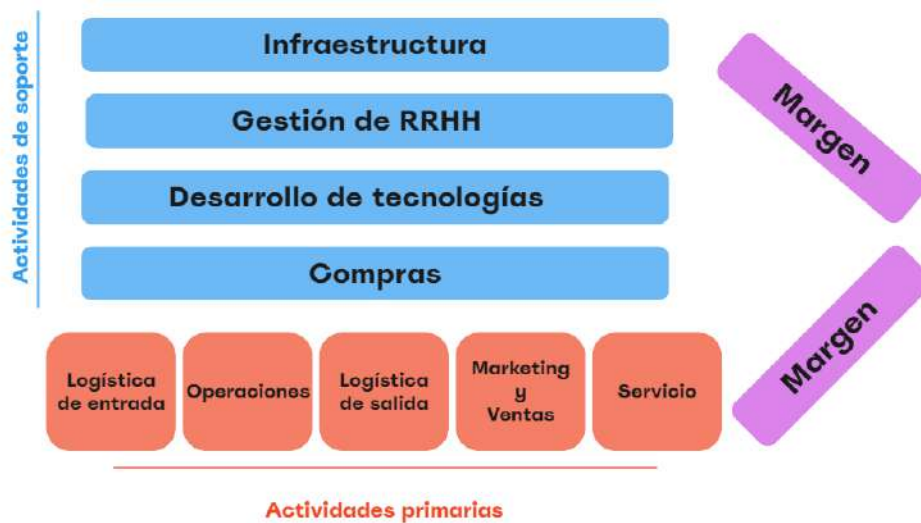 Actividades de soporte
Infraestructura
Gestión de RRHH
Desarrollo de tecnologías
Compras
Margen
Margen
Logística
de entrada
Operaciones
Logística
de salida
Marketing
y
Ventas
Servicio
Actividades primarias